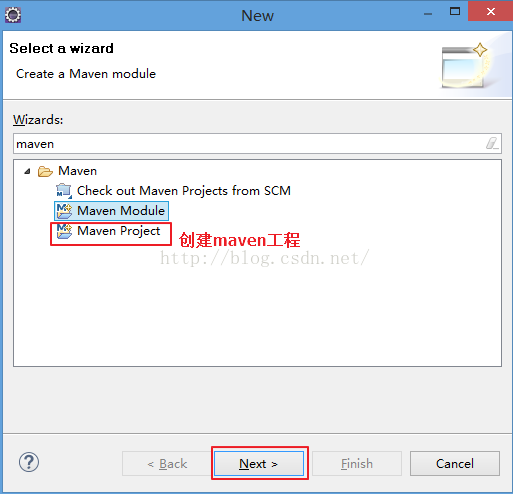 New
Select a wizard
Create a Maven module
Wizards:
maven
Maven
Check out Maven Projects from SCM
Maven Module
Maven Project
创建maven工程
http://blog.csdn.net/
?
< Back
Next >
Finish
Cancel